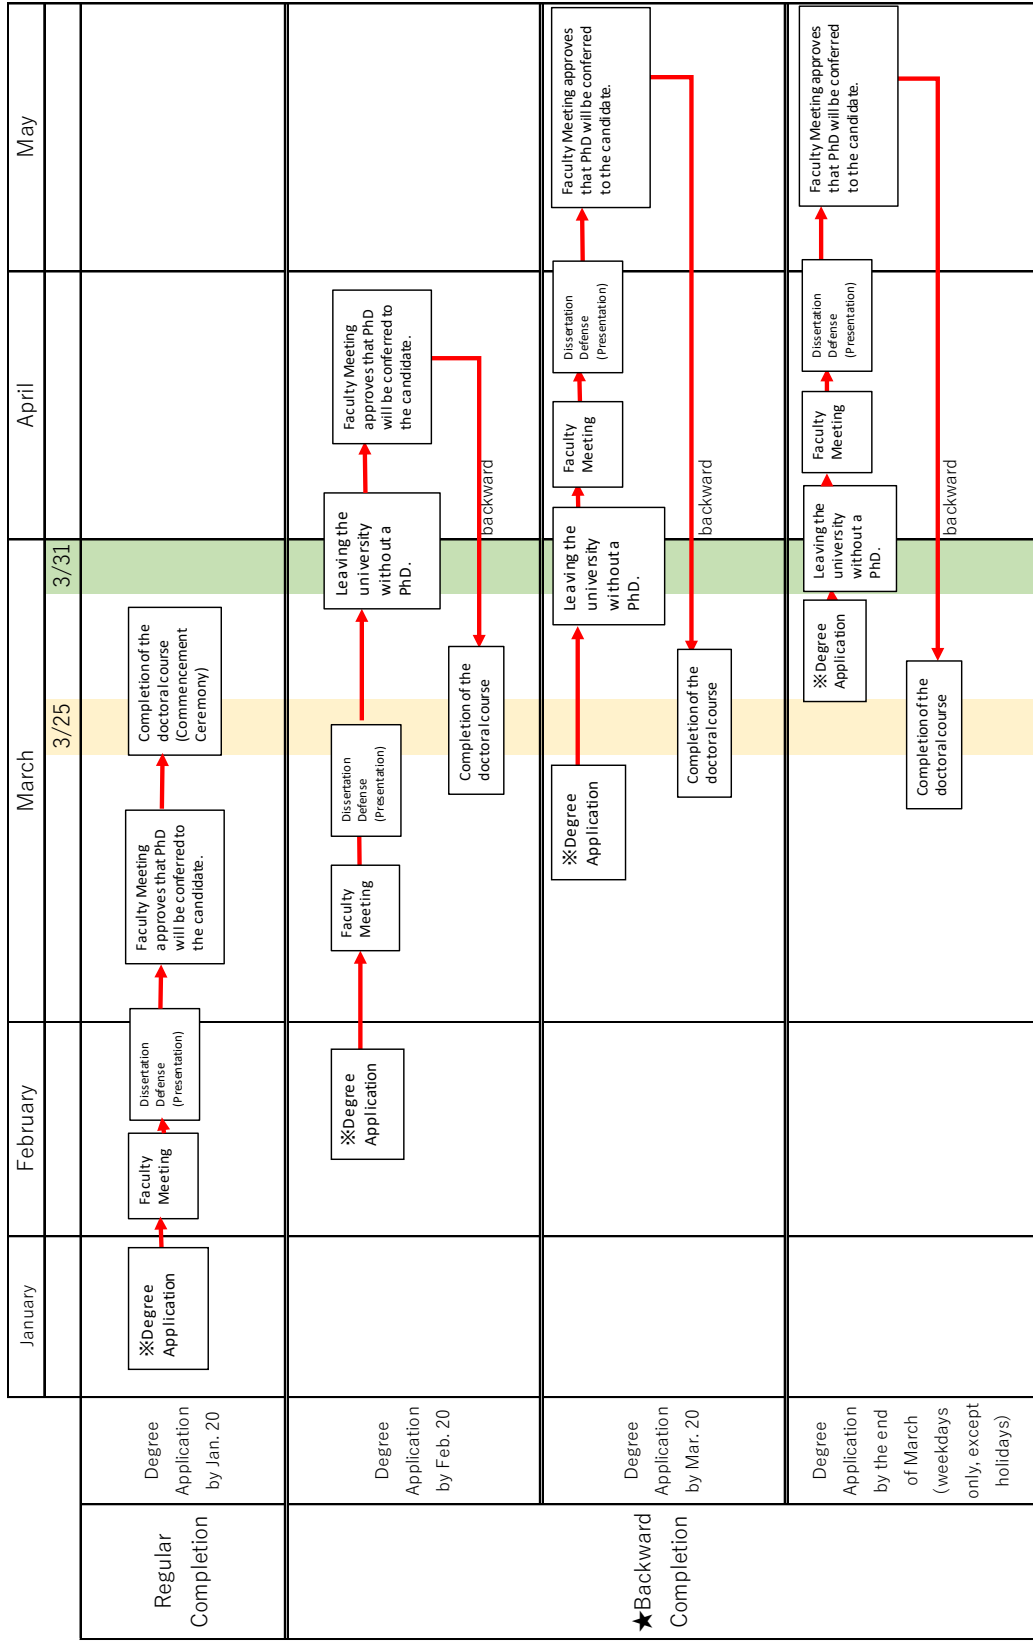 January
February
March
April
May
3/25
3/31
Regular
Completion
Degree
Application
by Jan. 20
※Degree
Application
Faculty
Meeting
Dissertation
Defense
(Presentation)
Faculty Meeting
approves that PhD
will be conferred to
the candidate.
Completion of the
doctoral course
(Commencement
Ceremony)
★Backward
Completion
Degree
Application
by Feb. 20
※Degree
Application
Faculty
Meeting
Dissertation
Defense
(Presentation)
Leaving the
university
without a
PhD.
Faculty Meeting
approves that PhD
will be conferred to
the candidate.
backward
Completion of the
doctoral course
Degree
Application
by Mar. 20
※Degree
Application
Leaving the
university
without a
PhD.
Faculty
Meeting
Dissertation
Defense
(Presentation)
Faculty Meeting approves
that PhD will be conferred
to the candidate.
backward
Completion of the
doctoral course
Degree
Application
by the end
of March
(weekdays
only, except
holidays)
※Degree
Application
Leaving the
university
without a
PhD.
Faculty
Meeting
Dissertation
Defense
(Presentation)
Faculty Meeting approves
that PhD will be conferred
to the candidate.
backward
Completion of the
doctoral course